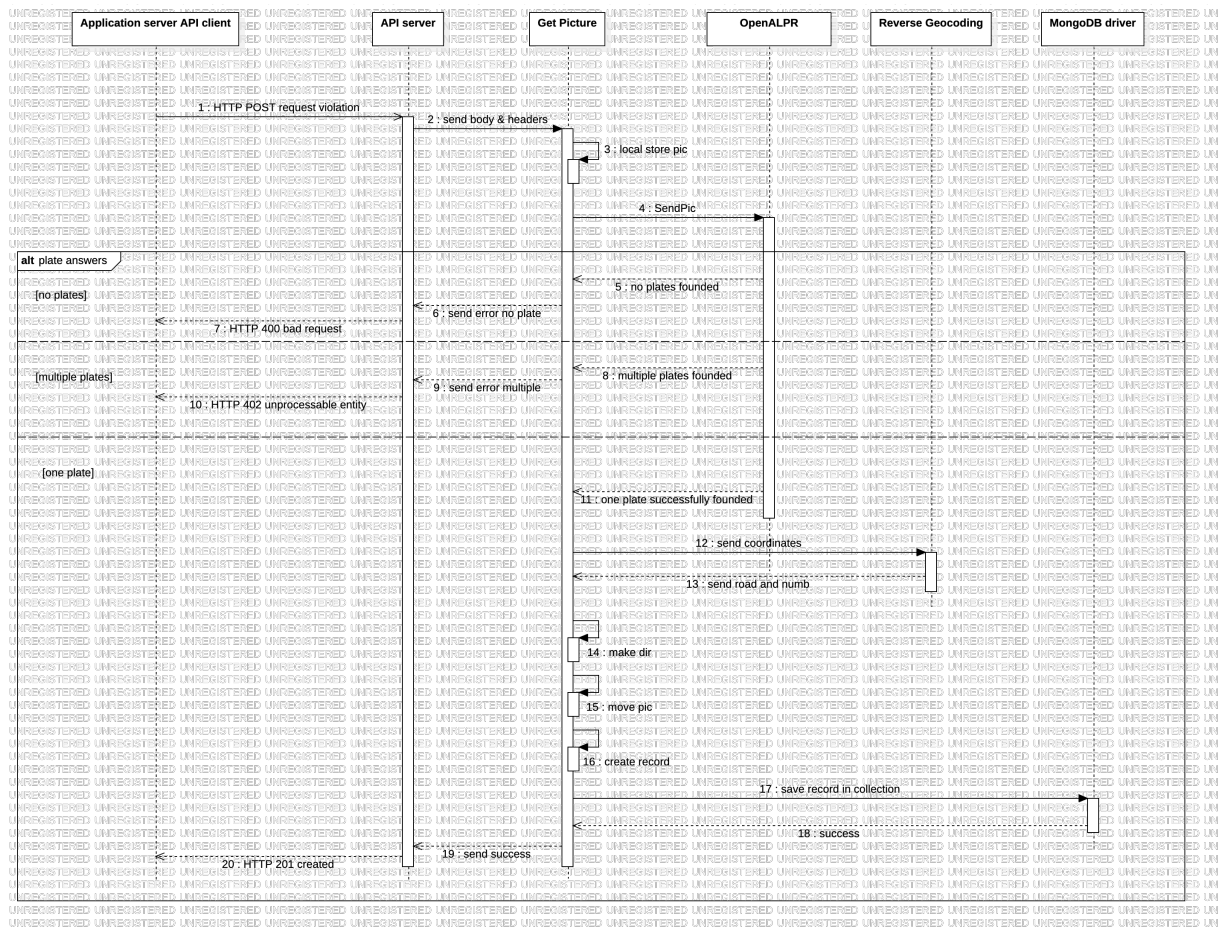 Application server API client
API server
Get Picture
OpenALPR
Reverse Geocoding
MongoDB driver
1 : HTTP POST request violation
2 : send body & headers
3 : local store pic
4 : SendPic
alt plate answers
[no plates]
5 : no plates founded
6 : send error no plate
7 : HTTP 400 bad request
[multiple plates]
8 : multiple plates founded
9 : send error multiple
10 : HTTP 402 unprocessable entity
[one plate]
11 : one plate successfully founded
12 : send coordinates
13 : send road and numb
14 : make dir
15 : move pic
16 : create record
17 : save record in collection
18 : success
19 : send success
20 : HTTP 201 created
UNREGISTERED